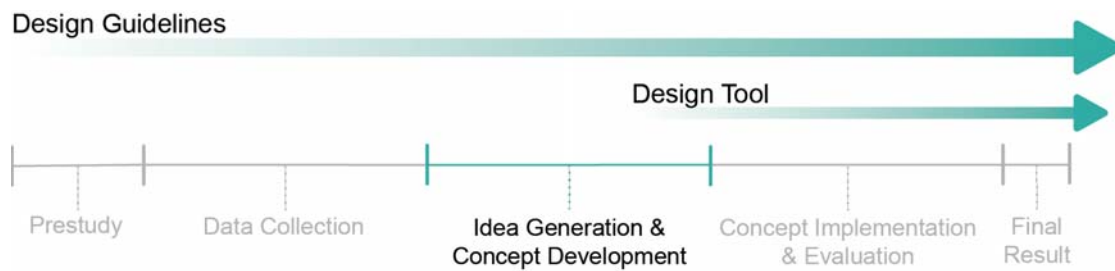 Design Guidelines
Design Tool
Prestudy
Data Collection
Idea Generation &
Concept Development
Concept Implementation
& Evaluation
Final
Result